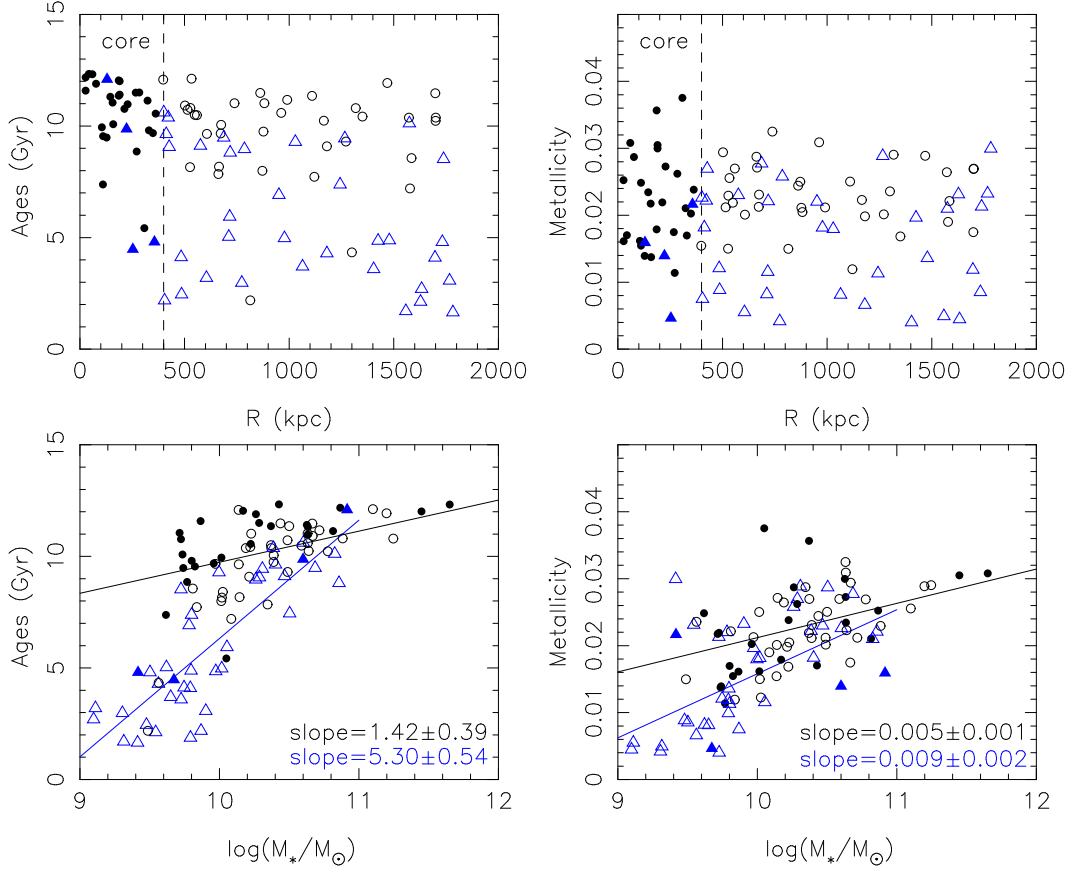 core
core
0 5 10 15
Ages (Gyr)
0 500 1000 1500 2000
R (kpc)
0 0.01 0.02 0.03 0.04
Metallicity
0 500 1000 1500 2000
R (kpc)
0 5 10 15
Ages (Gyr)
slope=1.42±0.39
slope=5.30±0.54
9 10 11 12
log(M*/M⊙)
0 0.01 0.02 0.03 0.04
Metallicity
slope=0.005±0.001
slope=0.009±0.002
9 10 11 12
log(M*/M⊙)